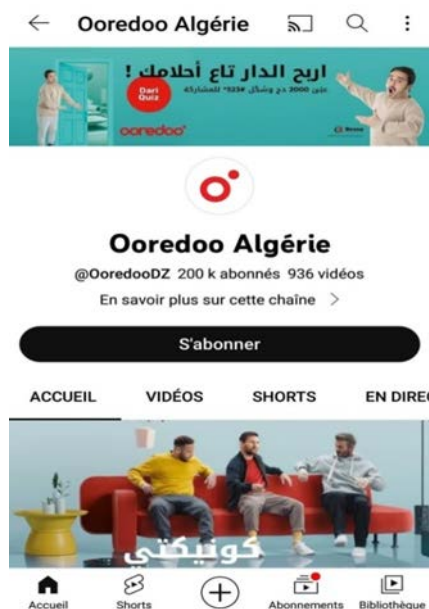 Ooredoo Algérie
اربح الدار تاع أحلامك !
Dari
Quiz
ooredoo
Ooredoo Algérie
@OoredooDZ 200 k abonnés 936 vidéos
En savoir plus sur cette chaîne >
S'abonner
ACCUEIL VIDÉOS SHORTS EN DIREC
كونيكتي
Accueil Shorts Abonnements Bibliothèque